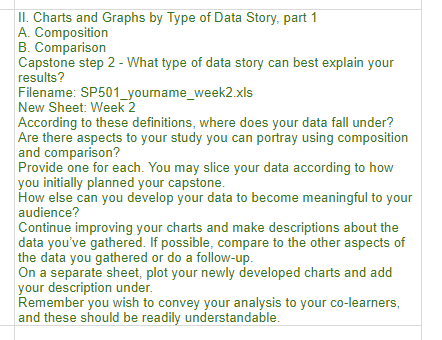 II. Charts and Graphs by Type of Data Story, part 1
A. Composition
B. Comparison
Capstone step 2 - What type of data story can best explain your
results?
Filename: SP501_yourname_week2.xls
New Sheet: Week 2
According to these definitions, where does your data fall under?
Are there aspects to your study you can portray using composition
and comparison?
Provide one for each. You may slice your data according to how
you initially planned your capstone.
How else can you develop your data to become meaningful to your
audience?
Continue improving your charts and make descriptions about the
data you've gathered. If possible, compare to the other aspects of
the data you gathered or do a follow-up.
On a separate sheet, plot your newly developed charts and add
your description under.
Remember you wish to convey your analysis to your co-learners,
and these should be readily understandable.